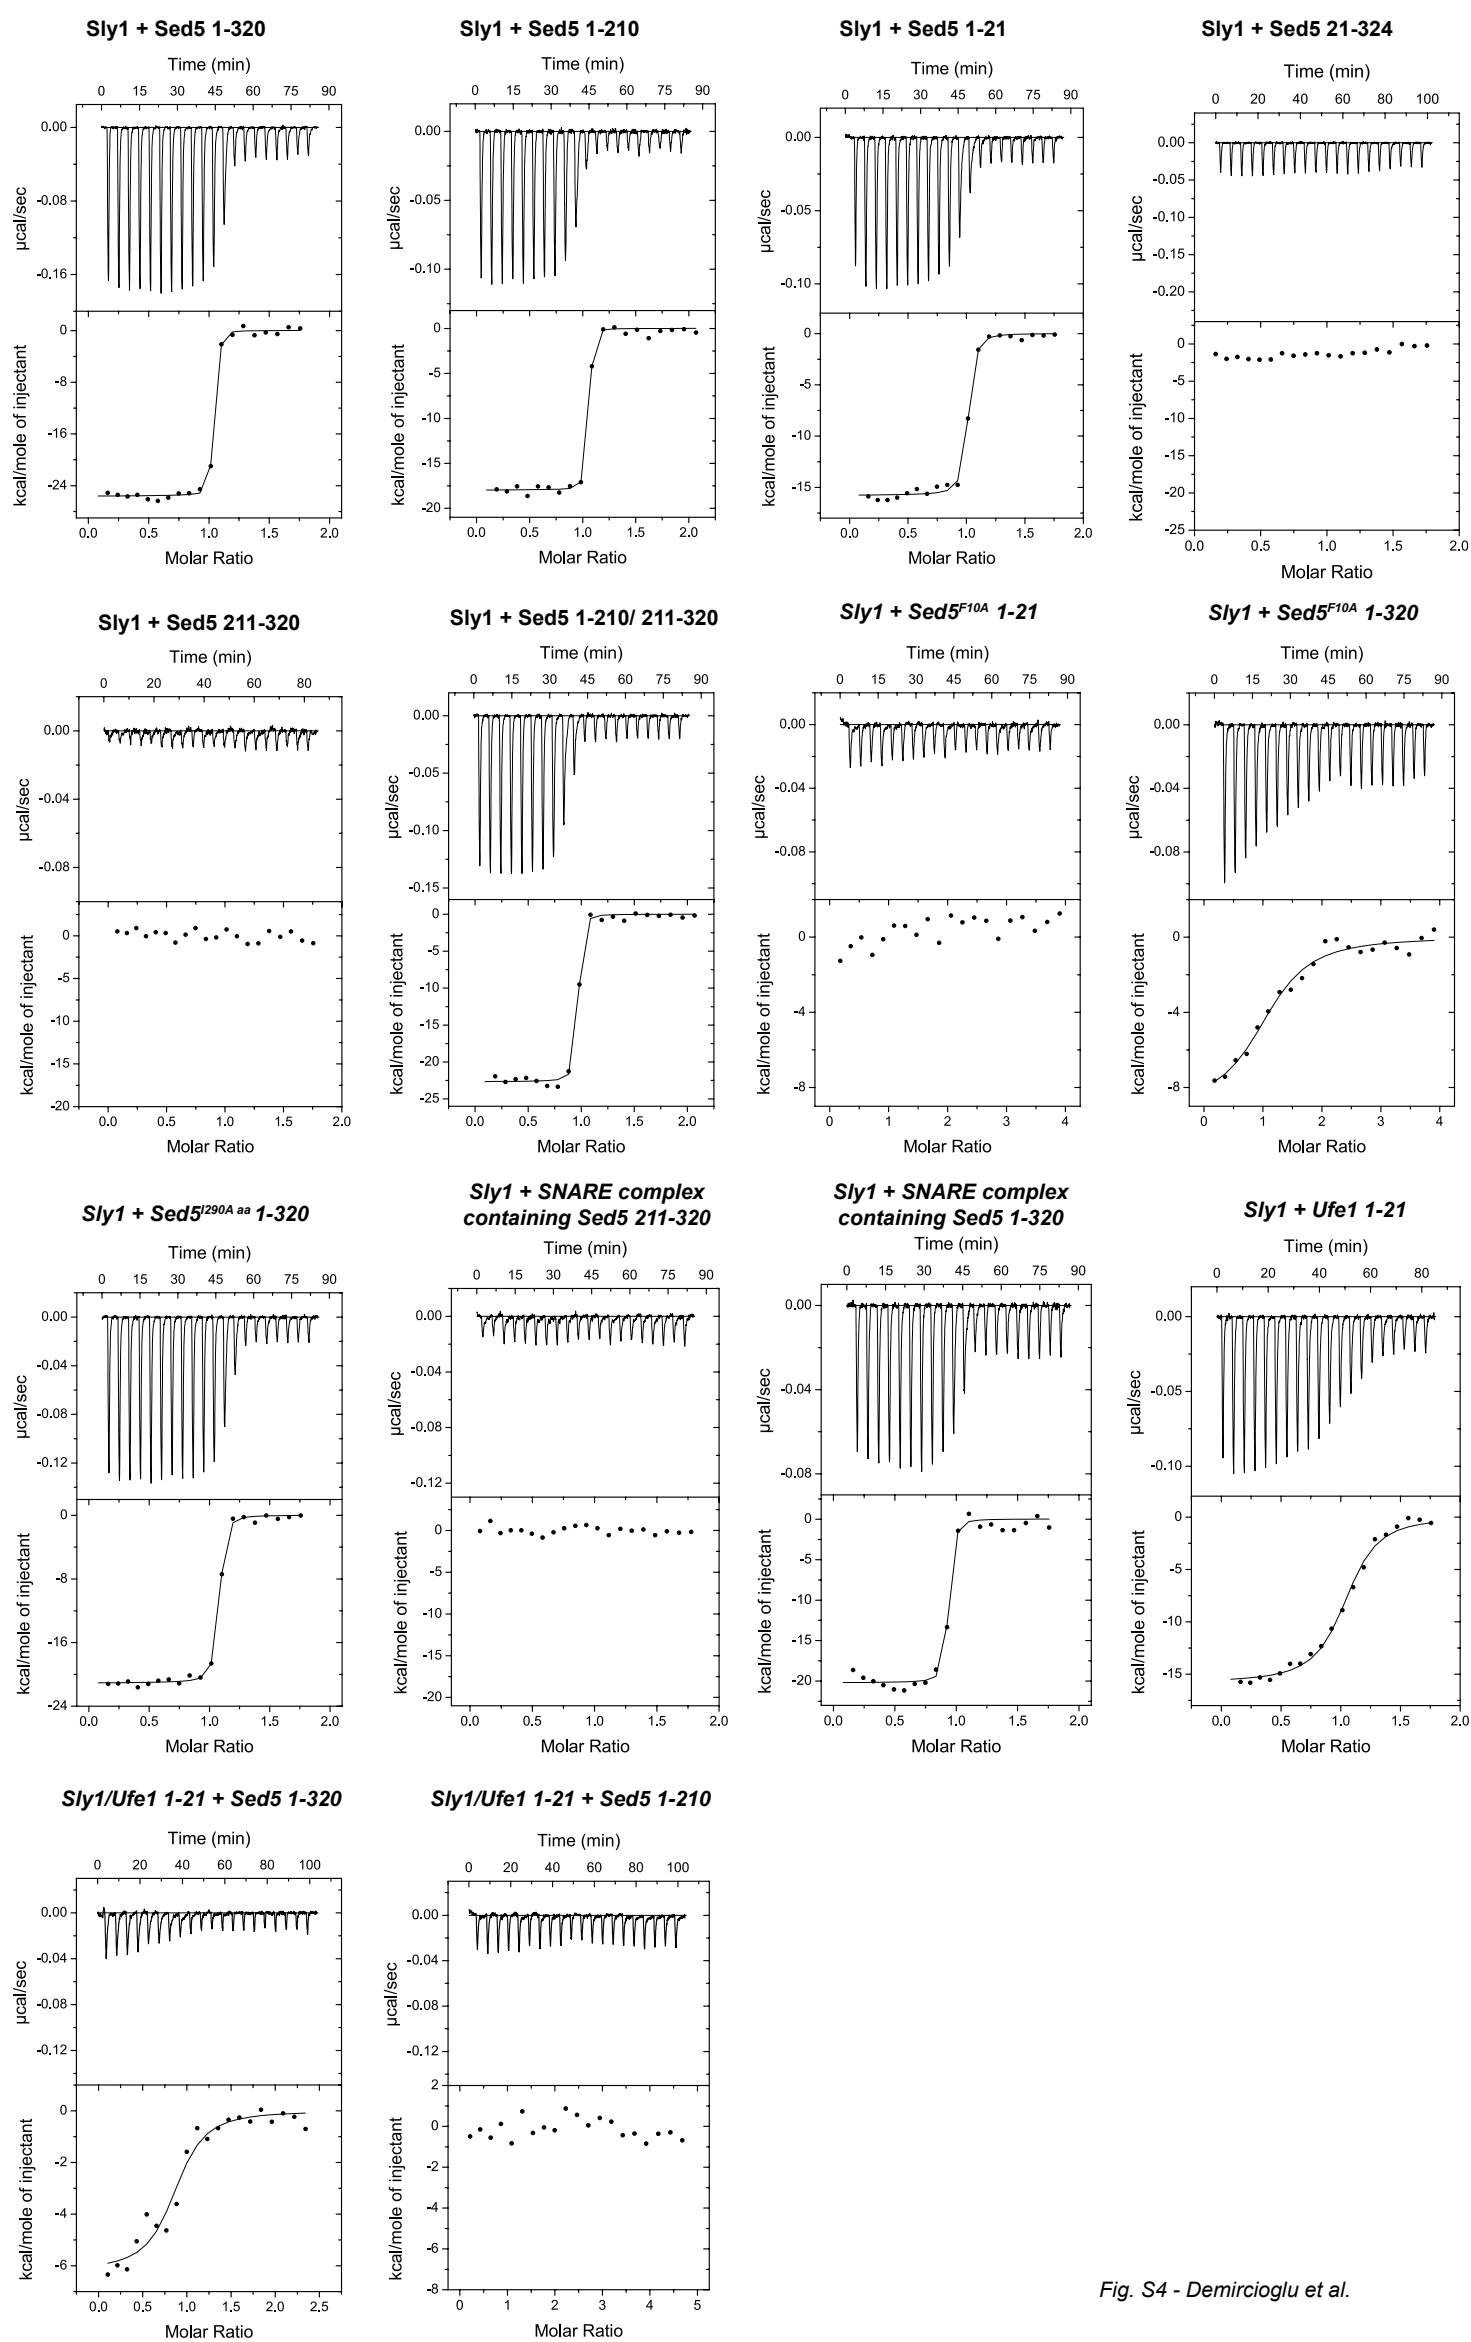 Sly1 + Sed5 1-320
Time (min)
0 15 30 45 60 75 90
0.00
-0.08
-0.16
µcal/sec
0
-8
-16
-24
kcal/mole of injectant
0.0 0.5 1.0 1.5 2.0
Molar Ratio
Sly1 + Sed5 1-210
Time (min)
0 15 30 45 60 75 90
0.00
-0.05
-0.10
µcal/sec
0
-5
-10
-15
-20
kcal/mole of injectant
0.0 0.5 1.0 1.5 2.0
Molar Ratio
Sly1 + Sed5 1-21
Time (min)
0 15 30 45 60 75 90
0.00
-0.05
-0.10
µcal/sec
0
-5
-10
-15
kcal/mole of injectant
0.0 0.5 1.0 1.5 2.0
Molar Ratio
Sly1 + Sed5 21-324
Time (min)
0 20 40 60 80 100
0.00
-0.05
-0.10
-0.15
-0.20
µcal/sec
0
-5
-10
-15
-20
-25
kcal/mole of injectant
0.0 0.5 1.0 1.5 2.0
Molar Ratio
Sly1 + Sed5 211-320
Time (min)
0 20 40 60 80
0.00
-0.04
-0.08
µcal/sec
0
-5
-10
-15
-20
kcal/mole of injectant
0.0 0.5 1.0 1.5 2.0
Molar Ratio
Sly1 + Sed5 1-210/ 211-320
Time (min)
0 15 30 45 60 75 90
0.00
-0.05
-0.10
-0.15
µcal/sec
0
-5
-10
-15
-20
-25
kcal/mole of injectant
0.0 0.5 1.0 1.5 2.0
Molar Ratio
Sly1 + Sed5F10A 1-21
Time (min)
0 15 30 45 60 75 90
0.00
-0.04
-0.08
µcal/sec
0
-4
-8
kcal/mole of injectant
0 1 2 3 4
Molar Ratio
Sly1 + Sed5F10A 1-320
Time (min)
0 15 30 45 60 75 90
0.00
-0.04
-0.08
µcal/sec
0
-4
-8
kcal/mole of injectant
0 1 2 3 4
Molar Ratio
Sly1 + Sed5I290A aa 1-320
Time (min)
0 15 30 45 60 75 90
0.00
-0.04
-0.08
-0.12
µcal/sec
0
-8
-16
-24
kcal/mole of injectant
0.0 0.5 1.0 1.5 2.0
Molar Ratio
Sly1 + SNARE complex
containing Sed5 211-320
Time (min)
0 15 30 45 60 75 90
0.00
-0.04
-0.08
-0.12
µcal/sec
0
-5
-10
-15
-20
kcal/mole of injectant
0.0 0.5 1.0 1.5 2.0
Molar Ratio
Sly1 + SNARE complex
containing Sed5 1-320
Time (min)
0 15 30 45 60 75 90
0.00
-0.04
-0.08
µcal/sec
0
-5
-10
-15
-20
kcal/mole of injectant
0.0 0.5 1.0 1.5 2.0
Molar Ratio
Sly1 + Ufe1 1-21
Time (min)
0 20 40 60 80
0.00
-0.05
-0.10
µcal/sec
0
-5
-10
-15
kcal/mole of injectant
0.0 0.5 1.0 1.5 2.0
Molar Ratio
Sly1/Ufe1 1-21 + Sed5 1-320
Time (min)
0 20 40 60 80 100
0.00
-0.04
-0.08
-0.12
µcal/sec
0
-2
-4
-6
kcal/mole of injectant
0.0 0.5 1.0 1.5 2.0 2.5
Molar Ratio
Sly1/Ufe1 1-21 + Sed5 1-210
Time (min)
0 20 40 60 80 100
0.00
-0.04
-0.08
-0.12
µcal/sec
2
0
-2
-4
-6
-8
kcal/mole of injectant
0 1 2 3 4 5
Molar Ratio
Fig. S4 - Demircioglu et al.